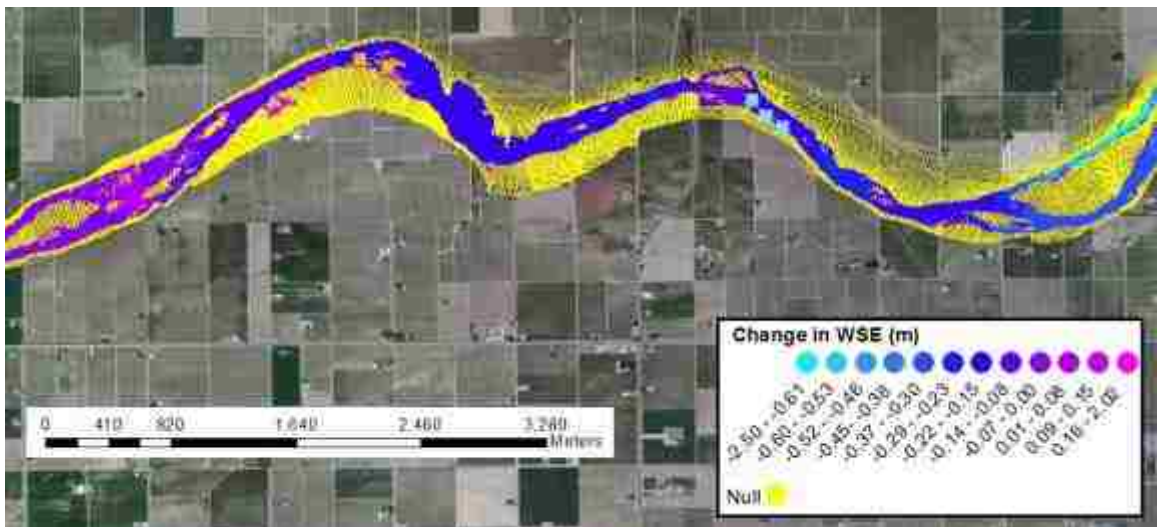 Change in WSE (m)
-2.50 - -0.61
-0.60 - -0.53
-0.52 - -0.46
-0.45 - -0.38
-0.37 - -0.30
-0.29 - -0.23
-0.22 - -0.15
-0.14 - -0.08
-0.07 - 0.00
0.01 - 0.08
0.09 - 0.15
0.16 - 2.02
Null
0 410 820 1,640 2,460 3,280
Meters